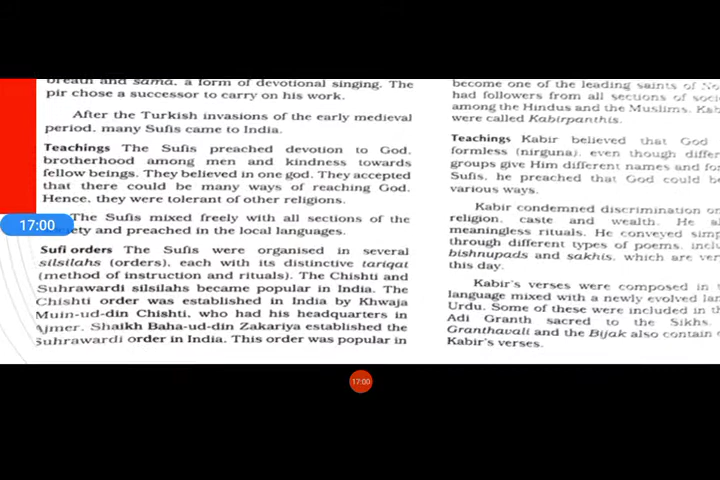 breath and sama, a form of devotional singing. The
pir chose a successor to carry on his work.
After the Turkish invasions of the early medieval
period, many Sufis came to India.
Teachings The Sufis preached devotion to God,
brotherhood among men and kindness towards
fellow beings. They believed in one god. They accepted
that there could be many ways of reaching God.
Hence, they were tolerant of other religions.
The Sufis mixed freely with all sections of the
and preached in the local languages.
Sufi orders The Sufis were organised in several
silsilahs (orders), each with its distinctive tariqat
(method of instruction and rituals). The Chishti and
Suhrawardi silsilahs became popular in India. The
Chishti order was established in India by Khwaja
Muin-ud-din Chishti, who had his headquarters in
Ajmer. Shaikh Baha-ud-din Zakariya established the
Suhrawardi order in India. This order was popular in
17:00
become one of the leading saints of
had followers from all sections of
among the Hindus and the Muslims.
were called Kabirpanthis.
Teachings Kabir believed that God
formless (nirguna), even though
groups give Him different names and
Sufis, he preached that God could
various ways.
Kabir condemned discrimination
religion, caste and wealth. He
meaningless rituals. He conveyed
through different types of poems,
bishnupads and sakhis, which are
this day.
Kabir's verses were composed in
language mixed with a newly evolved
Urdu. Some of these were included in
Adi Granth sacred to the Sikhs.
Granthavali and the Bijak also contain
Kabir's verses.
17:00